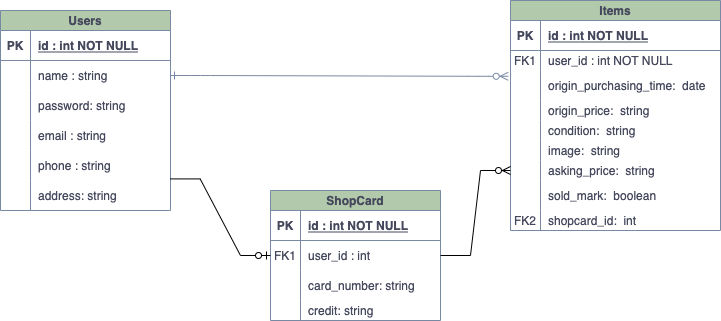 Users
PK id : int NOT NULL
name : string
password: string
email : string
phone : string
address: string
ShopCard
PK id : int NOT NULL
FK1 user_id : int
card_number: string
credit: string
Items
PK id : int NOT NULL
FK1 user_id : int NOT NULL
origin_purchasing_time: date
origin_price: string
condition: string
image: string
asking_price: string
sold_mark: boolean
FK2 shopcard_id: int